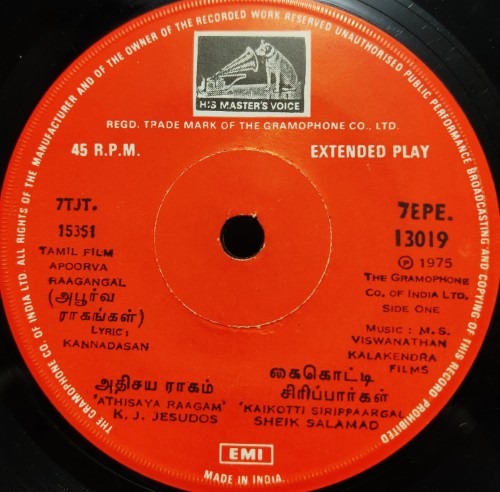 THE GRAMOPHONE CO. OF INDIA LTD. ALL RIGHTS OF THE MANUFACTURER AND OF THE OWNER OF THE RECORDED WORK RESERVED UNAUTHORISED PUBLIC PERFORMANCE BROADCASTING AND COPYING OF THIS RECORD PROHIBITED
HIS MASTER'S VOICE
REGD. TRADE MARK OF THE GRAMOPHONE CO., LTD.
45 R.P.M.
EXTENDED PLAY
7TJT.
15351
TAMIL FILM
APOORVA
RAAGANGAL
(அபூர்வ
ராகங்கள்)
LYRIC:
KANNADASAN
7EPE.
13019
Ⓟ 1975
THE GRAMOPHONE
CO. OF INDIA LTD.
SIDE ONE
MUSIC: M.S.
VISWANATHAN
KALAKENDRA
FILMS
அதிசய ராகம்
"ATHISAYA RAAGAM"
K. J. JESUDOS
கைகொட்டி
சிரிப்பார்கள்
"KAIKOTTI SIRIPPAARGAL"
SHEIK SALAMAD
EMI
MADE IN INDIA